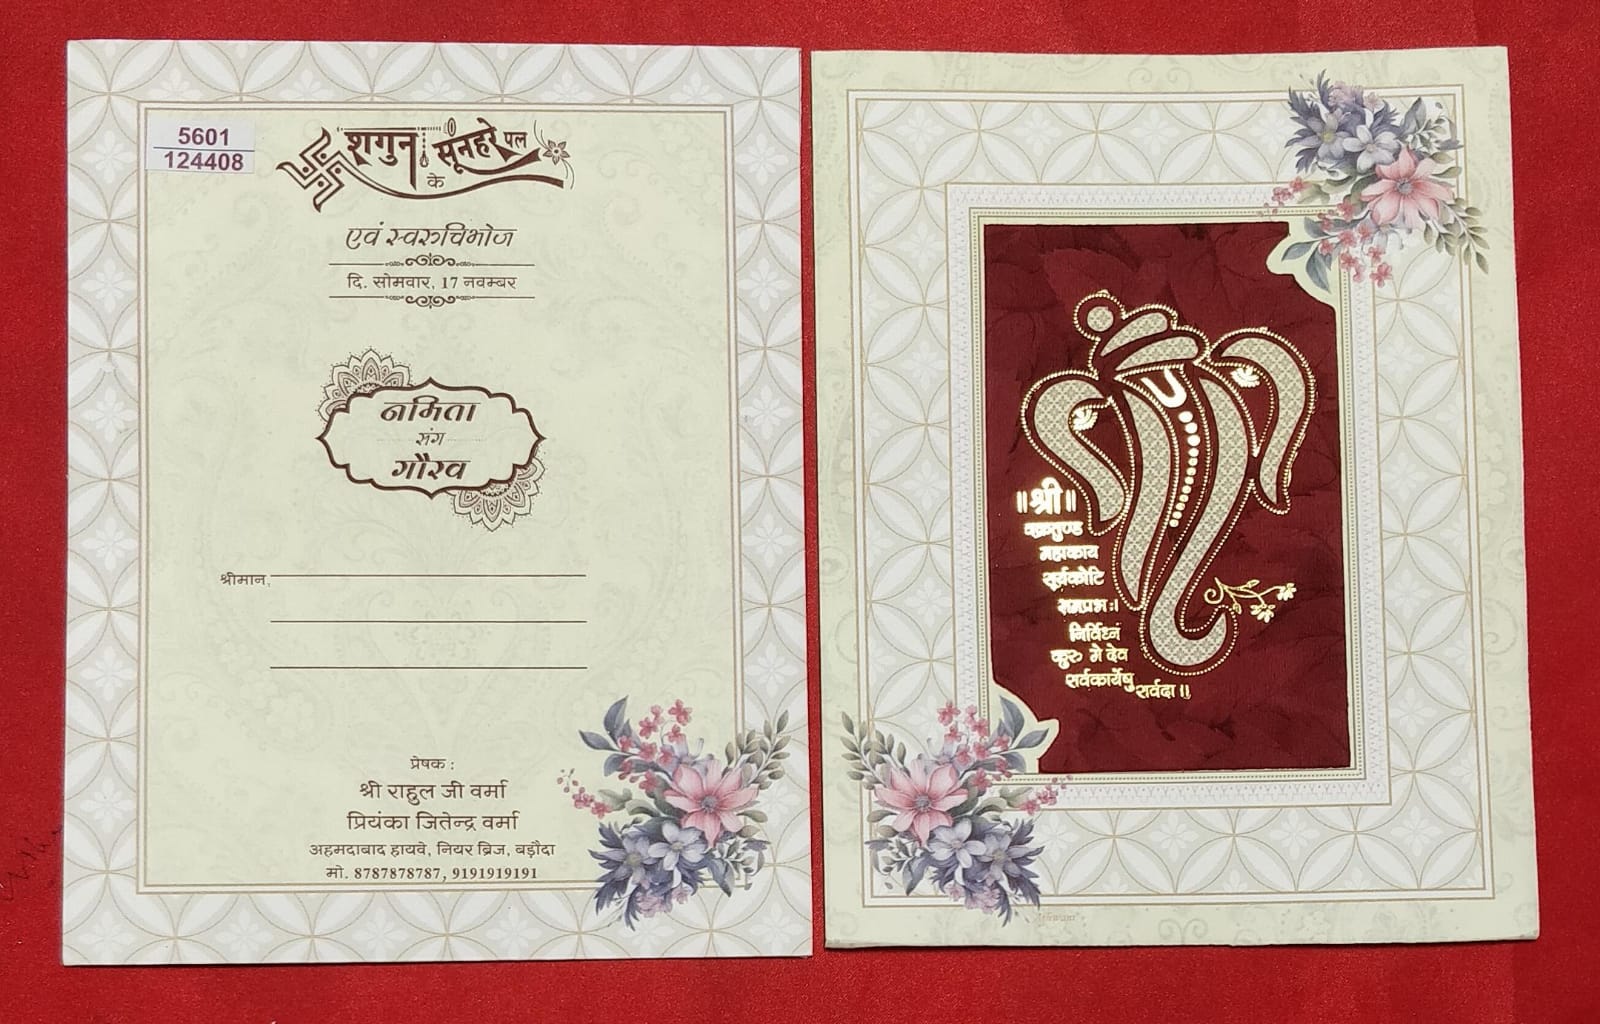 5601
124408
शगुन के सुनहरे पल
एवं स्वरुचिभोज
दि. सोमवार, 17 नवम्बर
नमिता
संग
गौरव
श्रीमान,
प्रेषक :
श्री राहुल जी वर्मा
प्रियंका जितेन्द्र वर्मा
अहमदाबाद हायवे, नियर ब्रिज, बड़ौदा
मो. 8787878787, 9191919191
॥ श्री ॥
वक्रतुण्ड
महाकाय
सूर्यकोटि
समप्रभः।
निर्विघ्नं
कुरु मे देव
सर्वकार्येषु
सर्वदा॥